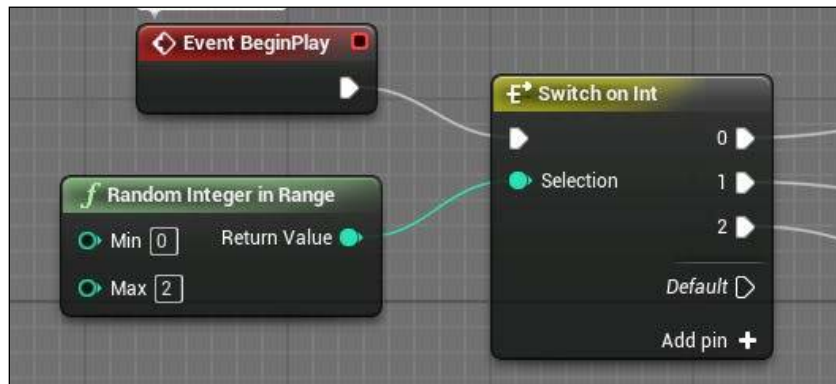 Event BeginPlay
Switch on Int
0
Selection
1
2
Default
Add pin
Random Integer in Range
Min 0
Return Value
Max 2